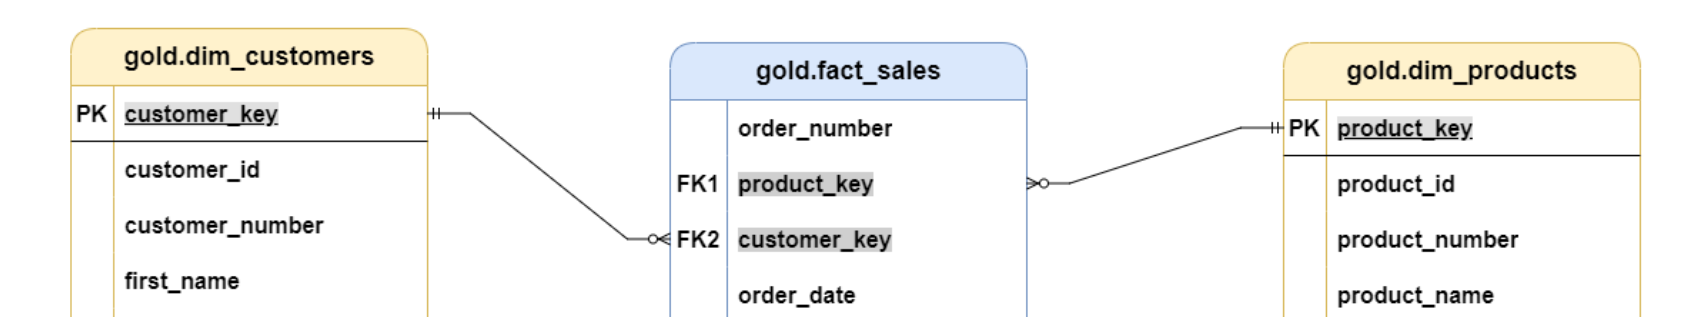 gold.dim_customers
PK customer_key
customer_id
customer_number
first_name
gold.fact_sales
order_number
FK1 product_key
FK2 customer_key
order_date
gold.dim_products
PK product_key
product_id
product_number
product_name